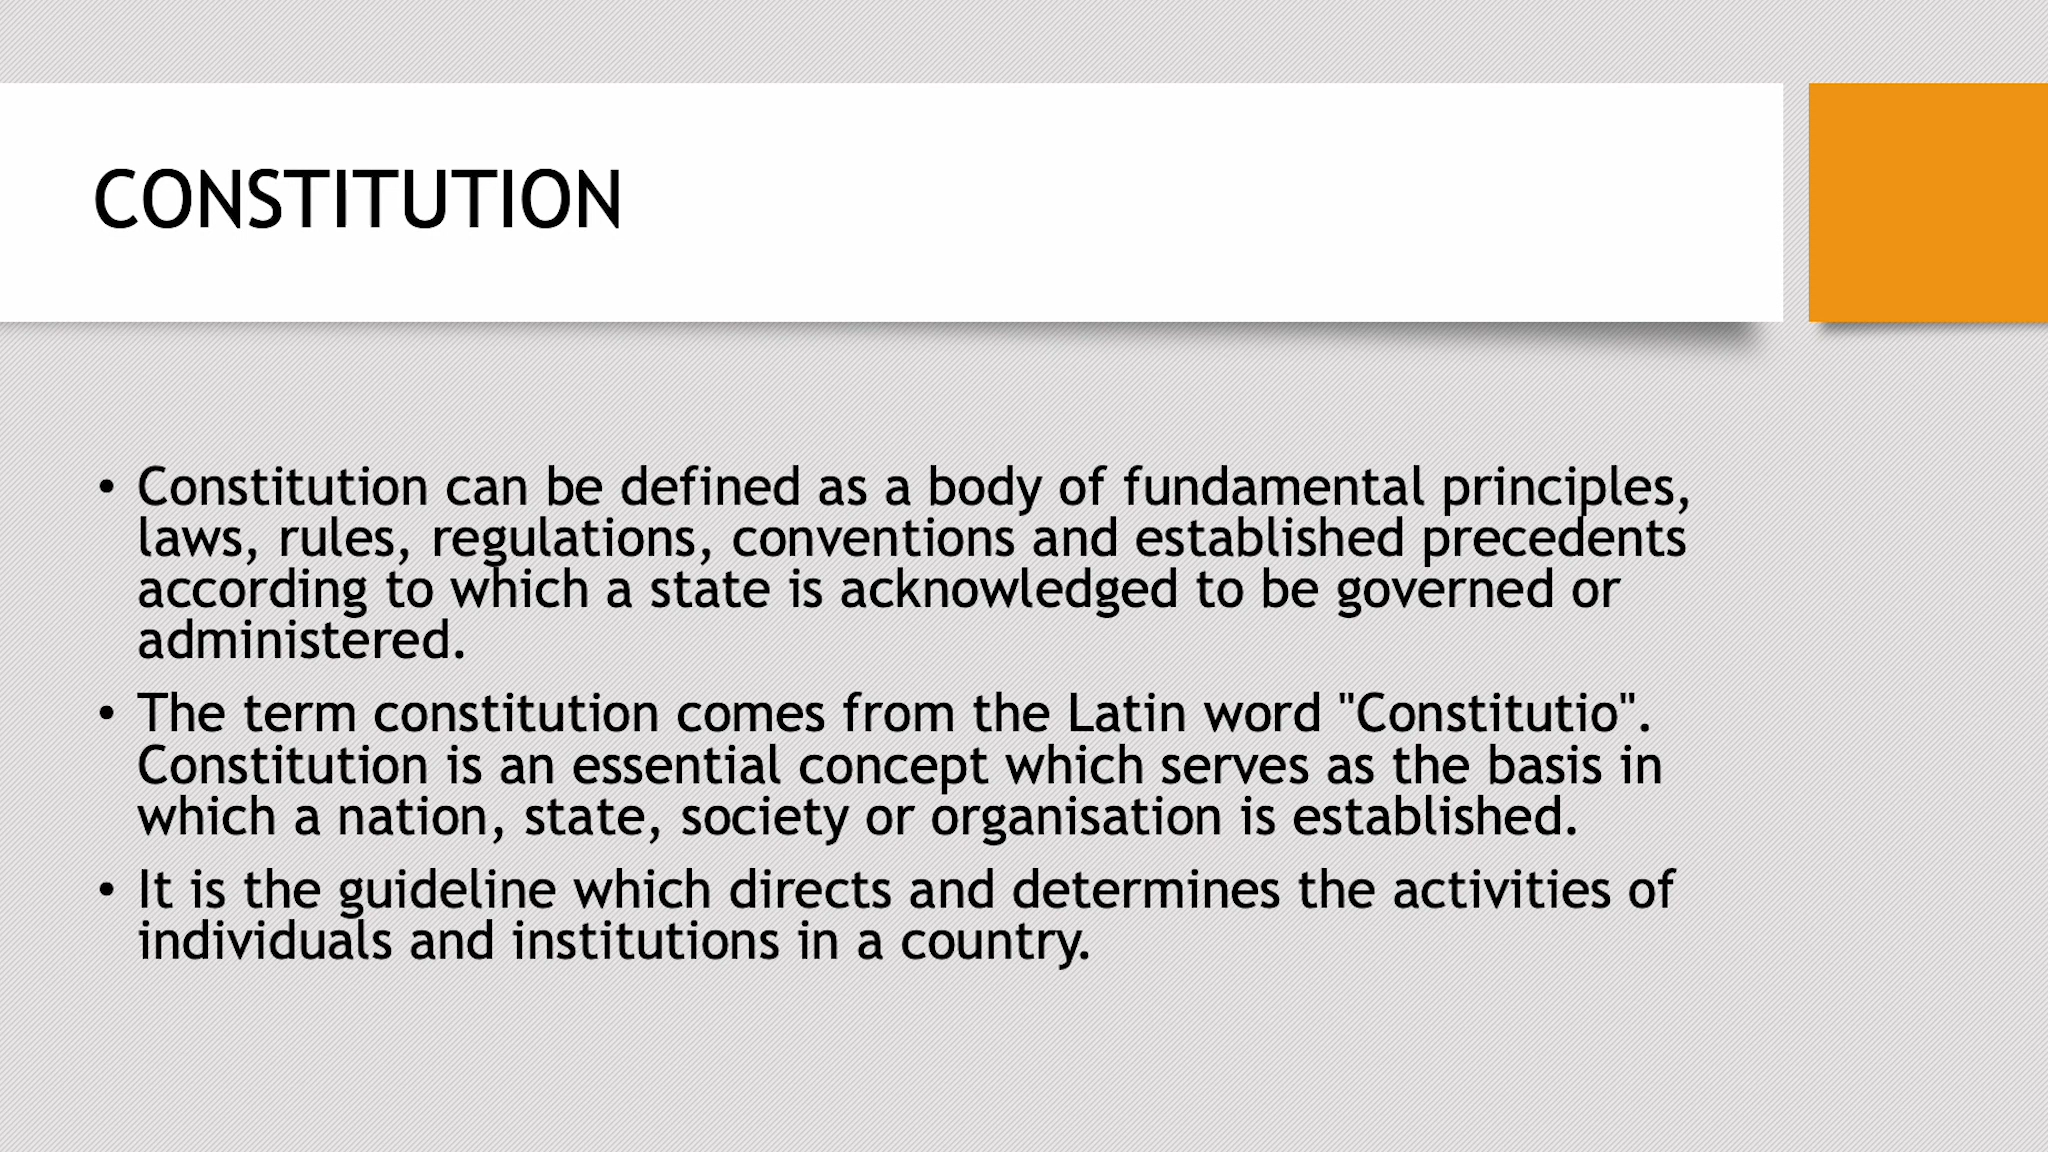 CONSTITUTION
• Constitution can be defined as a body of fundamental principles,
laws, rules, regulations, conventions and established precedents
according to which a state is acknowledged to be governed or
administered.
• The term constitution comes from the Latin word "Constitutio".
Constitution is an essential concept which serves as the basis in
which a nation, state, society or organisation is established.
• It is the guideline which directs and determines the activities of
individuals and institutions in a country.